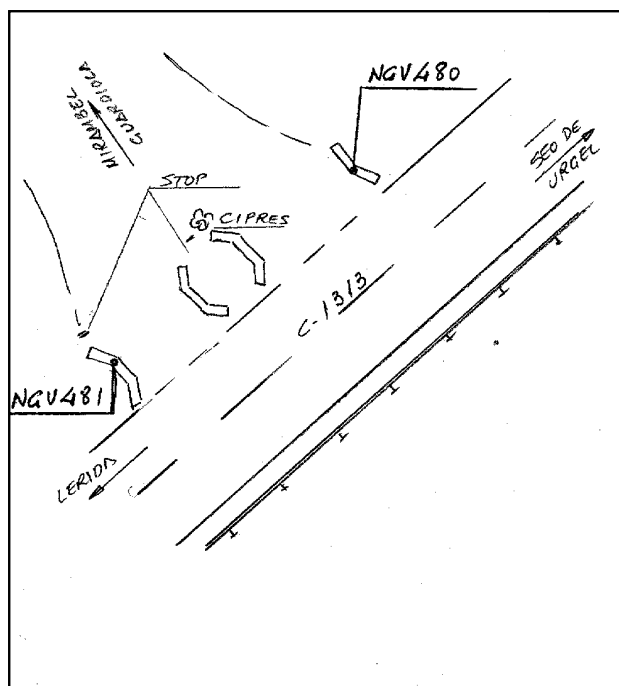 NGV480
MIRAMBEL
GUARDIOLA
SEO DE
URGEL
STOP
CIPRES
C-1313
NGV481
LERIDA